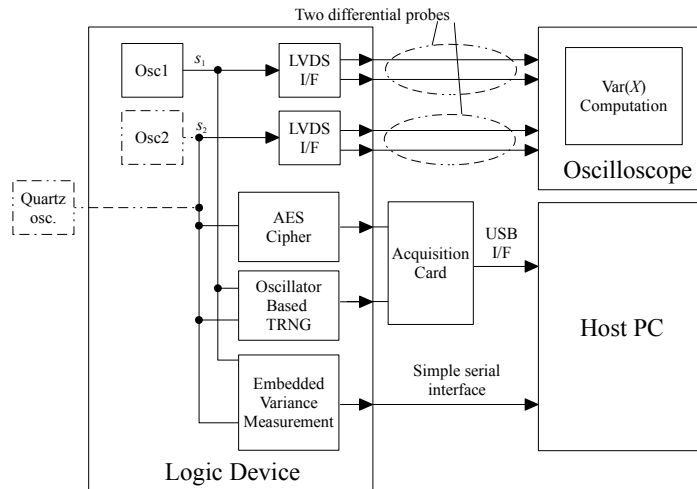 Two differential probes
Osc1
s1
LVDS
I/F
Var(X)
Computation
Osc2
s2
LVDS
I/F
Oscilloscope
Quartz
osc.
AES
Cipher
Acquisition
Card
USB
I/F
Oscillator
Based
TRNG
Host PC
Embedded
Variance
Measurement
Simple serial
interface
Logic Device